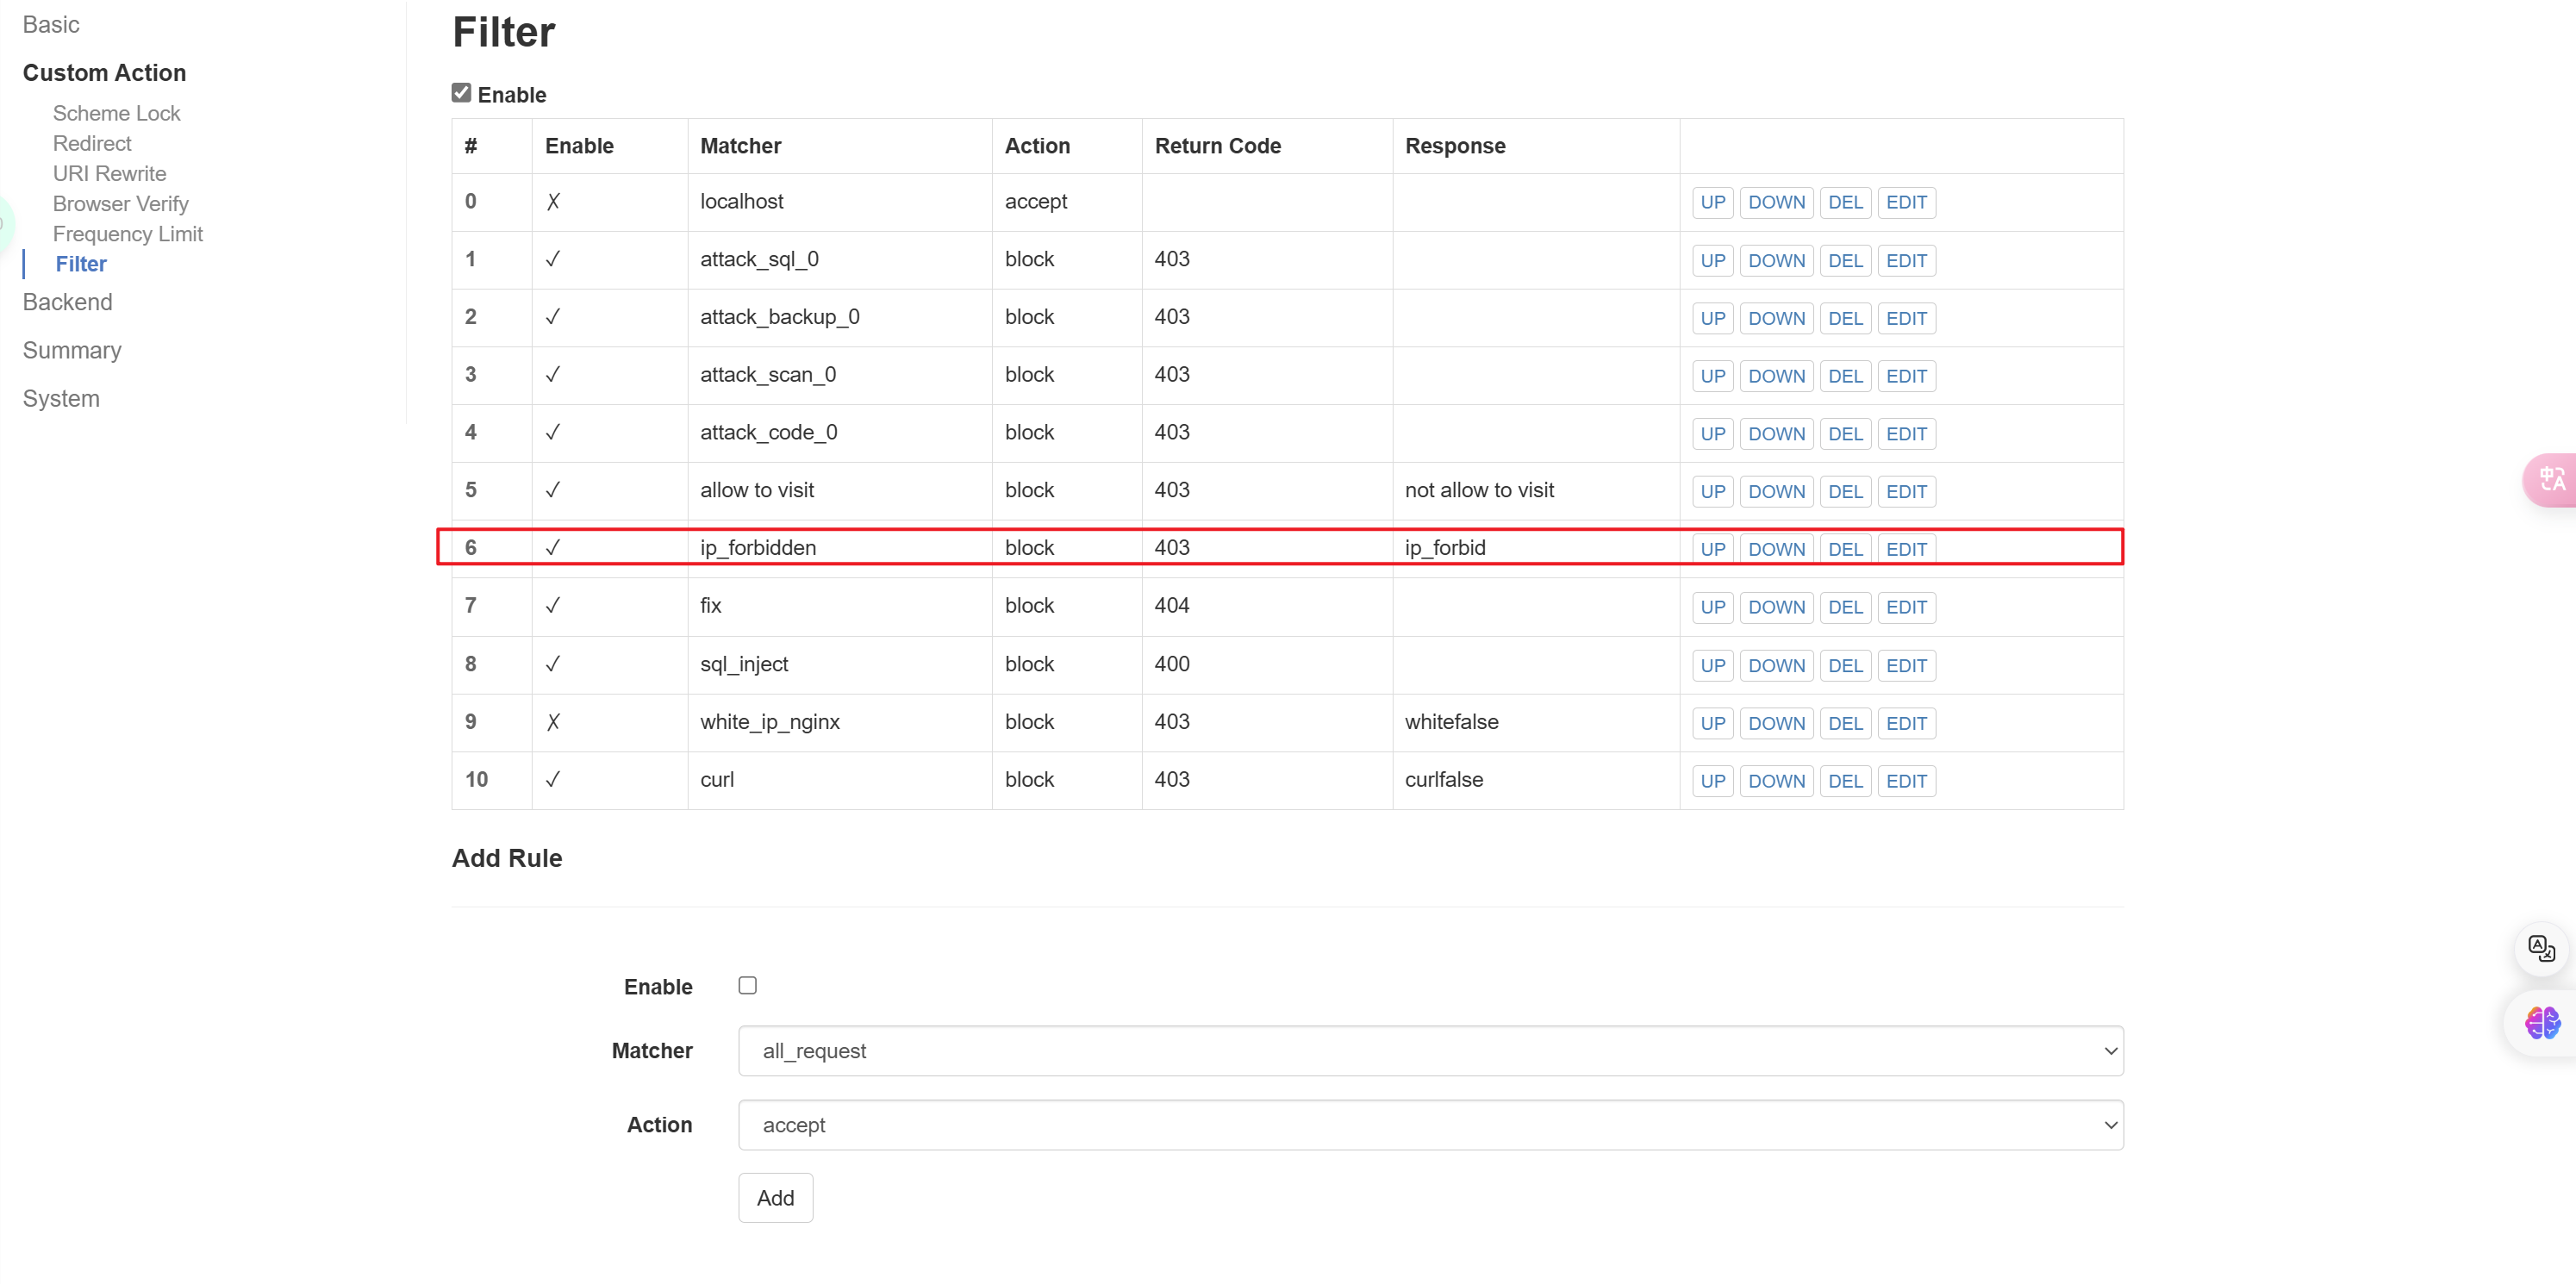 Basic
Custom Action
Scheme Lock
Redirect
URI Rewrite
Browser Verify
Frequency Limit
Filter
Backend
Summary
System
Filter
Enable
# Enable Matcher Action Return Code Response
0 ✗ localhost accept UP DOWN DEL EDIT
1 ✓ attack_sql_0 block 403 UP DOWN DEL EDIT
2 ✓ attack_backup_0 block 403 UP DOWN DEL EDIT
3 ✓ attack_scan_0 block 403 UP DOWN DEL EDIT
4 ✓ attack_code_0 block 403 UP DOWN DEL EDIT
5 ✓ allow to visit block 403 not allow to visit UP DOWN DEL EDIT
6 ✓ ip_forbidden block 403 ip_forbid UP DOWN DEL EDIT
7 ✓ fix block 404 UP DOWN DEL EDIT
8 ✓ sql_inject block 400 UP DOWN DEL EDIT
9 ✗ white_ip_nginx block 403 whitefalse UP DOWN DEL EDIT
10 ✓ curl block 403 curlfalse UP DOWN DEL EDIT
Add Rule
Enable
Matcher all_request
Action accept
Add